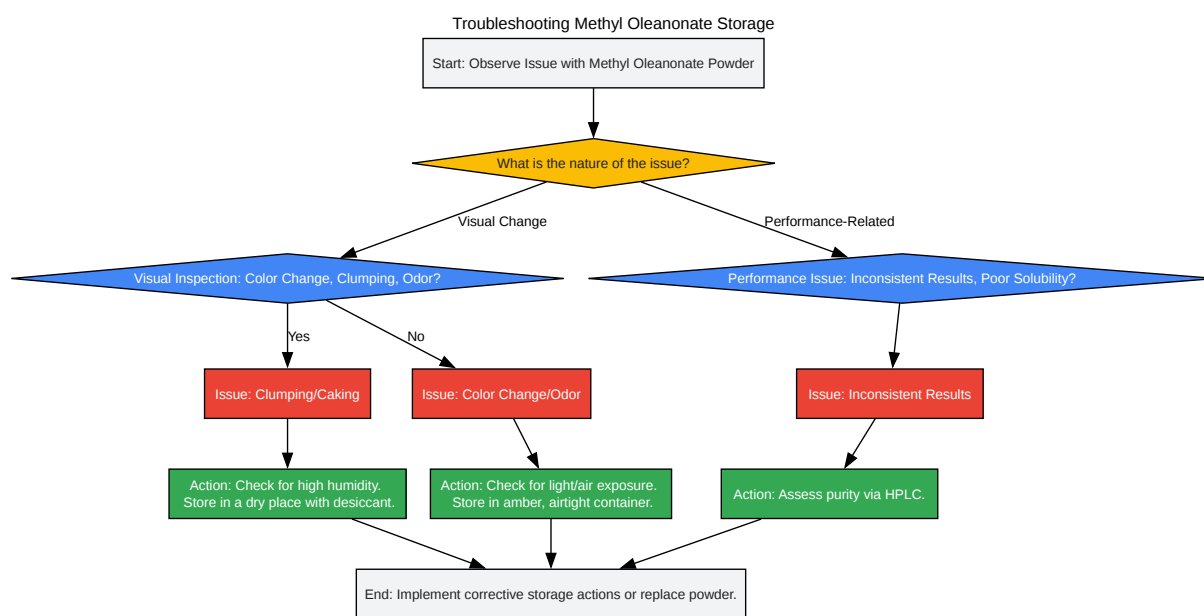 Troubleshooting Methyl Oleanonate Storage
Start: Observe Issue with Methyl Oleanonate Powder
What is the nature of the issue?
Visual Change
Performance-Related
Visual Inspection: Color Change, Clumping, Odor?
Performance Issue: Inconsistent Results, Poor Solubility?
Yes
No
Issue: Clumping/Caking
Issue: Color Change/Odor
Issue: Inconsistent Results
Action: Check for high humidity.
Store in a dry place with desiccant.
Action: Check for light/air exposure.
Store in amber, airtight container.
Action: Assess purity via HPLC.
End: Implement corrective storage actions or replace powder.